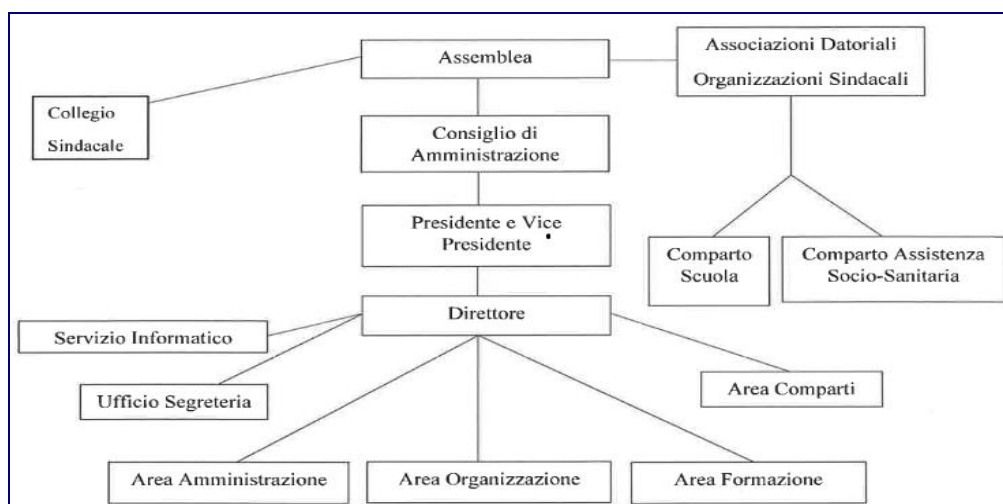 Assemblea
Associazioni Datoriali
Organizzazioni Sindacali
Collegio
Sindacale
Consiglio di
Amministrazione
Presidente e Vice
Presidente
Comparto
Scuola
Comparto Assistenza
Socio-Sanitaria
Direttore
Servizio Informatico
Ufficio Segreteria
Area Comparti
Area Amministrazione
Area Organizzazione
Area Formazione